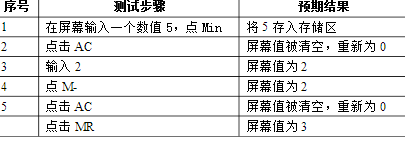 序号 测试步骤 预期结果
1 在屏幕输入一个数值 5，点 Min 将 5 存入存储区
2 点击 AC 屏幕值被清空，重新为 0
3 输入 2 屏幕值为 2
4 点 M- 屏幕值为 2
5 点击 AC 屏幕值被清空，重新为 0
点击 MR 屏幕值为 3